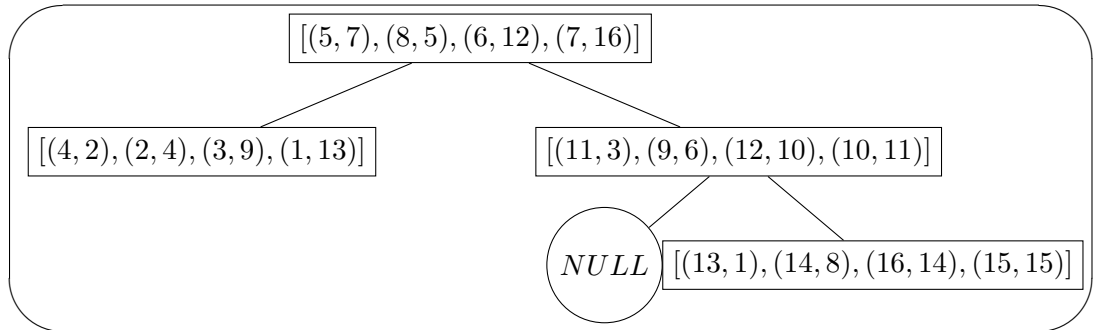 [(5, 7), (8, 5), (6, 12), (7, 16)]
[(4, 2), (2, 4), (3, 9), (1, 13)]
[(11, 3), (9, 6), (12, 10), (10, 11)]
NULL
[(13, 1), (14, 8), (16, 14), (15, 15)]